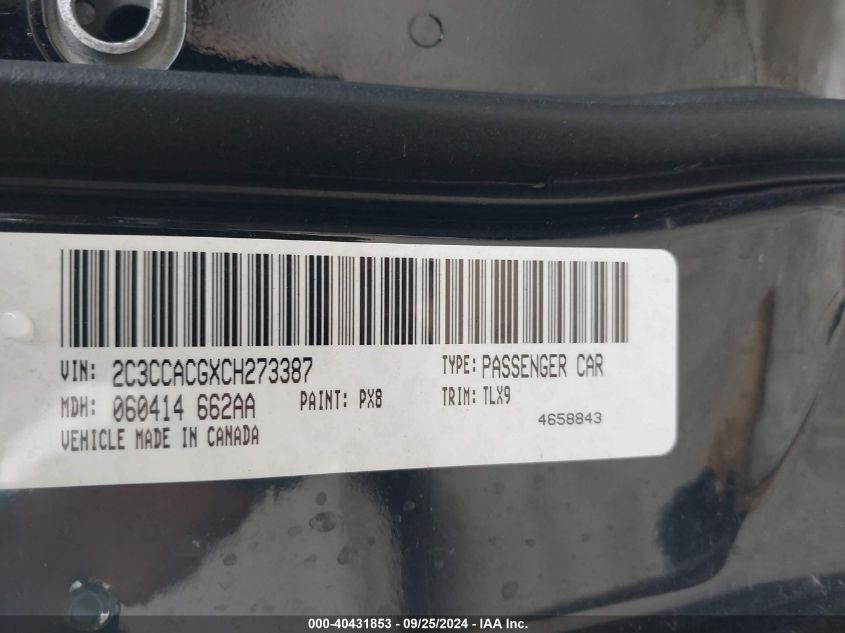 VIN: 2C3CCACGXCH273387 TYPE: PASSENGER CAR
MDH: 060414 662AA PAINT: PX8 TRIM: TLX9
4658843
VEHICLE MADE IN CANADA
000-40431853 - 09/25/2024 - IAA Inc.